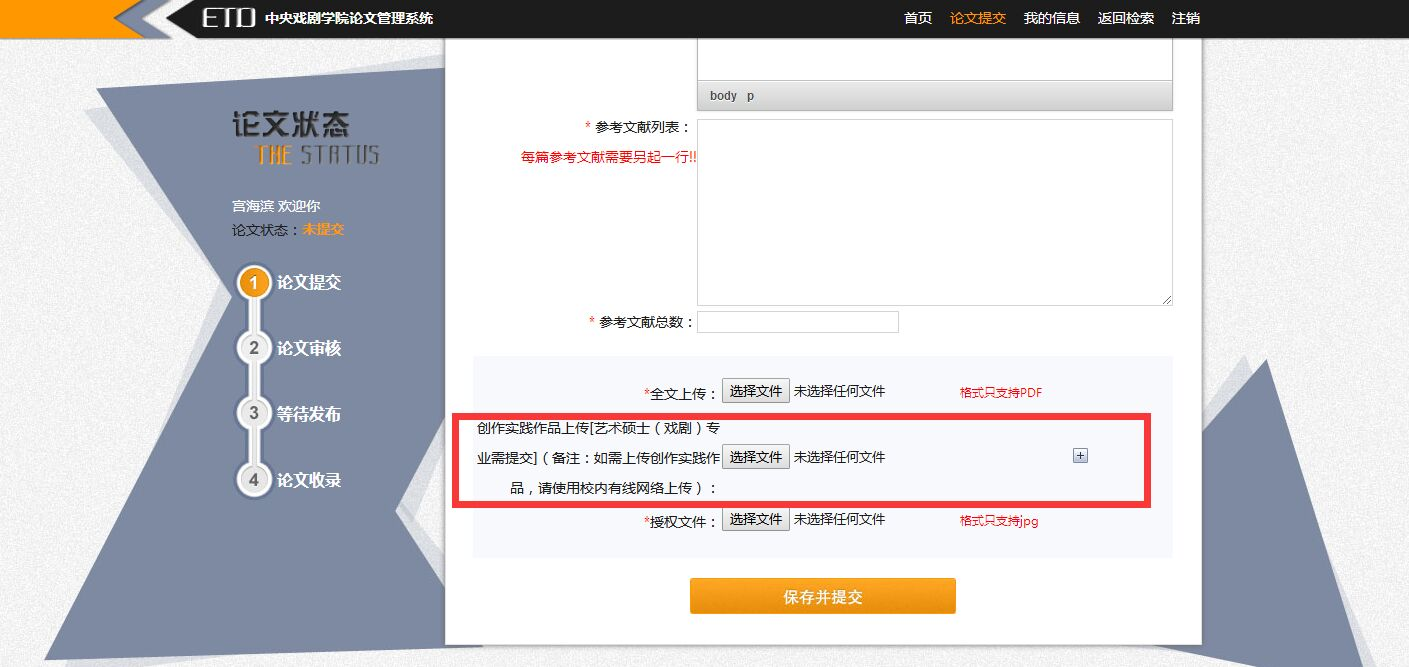 ETD 中央戏剧学院论文管理系统
首页 论文提交 我的信息 返回检索 注销
论文状态
THE STATUS
宫海滨 欢迎你
论文状态：未提交
1 论文提交
2 论文审核
3 等待发布
4 论文收录
body p
* 参考文献列表：
每篇参考文献需要另起一行!!
* 参考文献总数：
*全文上传： 选择文件 未选择任何文件 格式只支持PDF
创作实践作品上传[艺术硕士（戏剧）专
业需提交]（备注：如需上传创作实践作 选择文件 未选择任何文件 +
品，请使用校内有线网络上传）：
*授权文件： 选择文件 未选择任何文件 格式只支持jpg
保存并提交